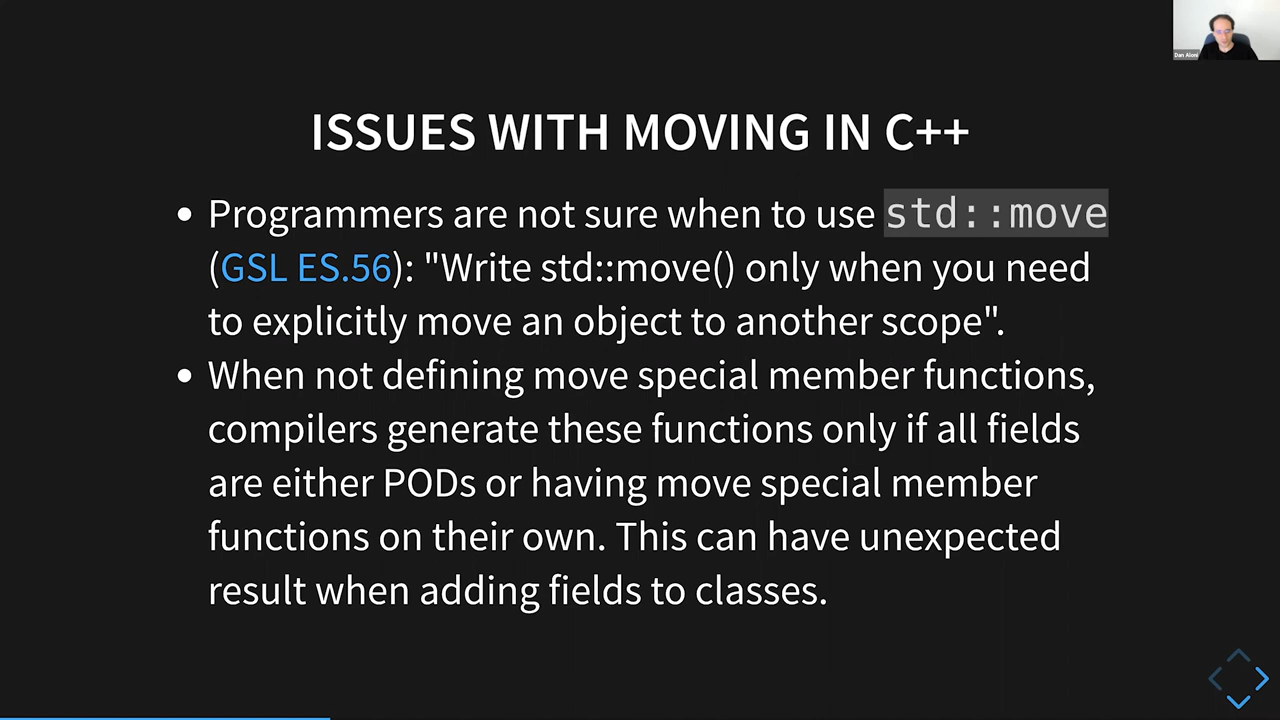 Dan Aloni
ISSUES WITH MOVING IN C++
• Programmers are not sure when to use std::move
(GSL ES.56): "Write std::move() only when you need
to explicitly move an object to another scope".
• When not defining move special member functions,
compilers generate these functions only if all fields
are either PODs or having move special member
functions on their own. This can have unexpected
result when adding fields to classes.